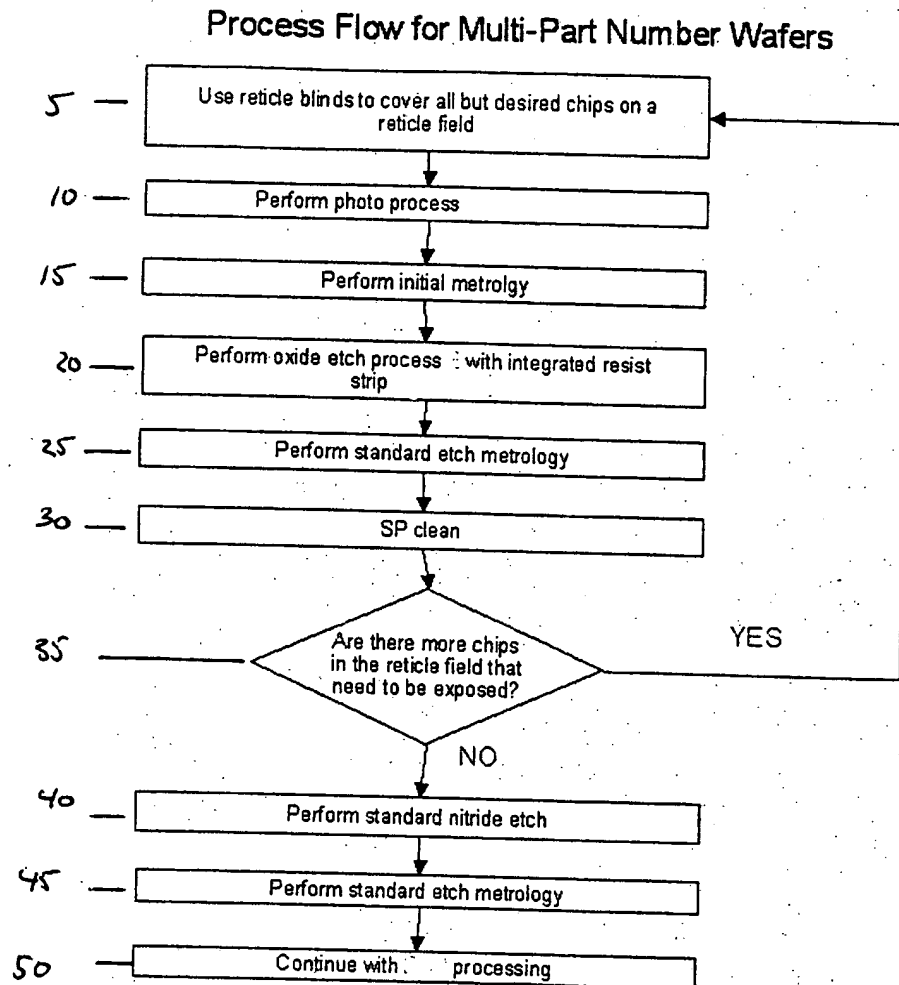 Process Flow for Multi-Part Number Wafers
5
Use reticle blinds to cover all but desired chips on a
reticle field
10
Perform photo process
15
Perform initial metrolgy
20
Perform oxide etch process with integrated resist
strip
25
Perform standard etch metrology
30
SP clean
35
Are there more chips
in the reticle field that
need to be exposed?
YES
NO
40
Perform standard nitride etch
45
Perform standard etch metrology
50
Continue with processing